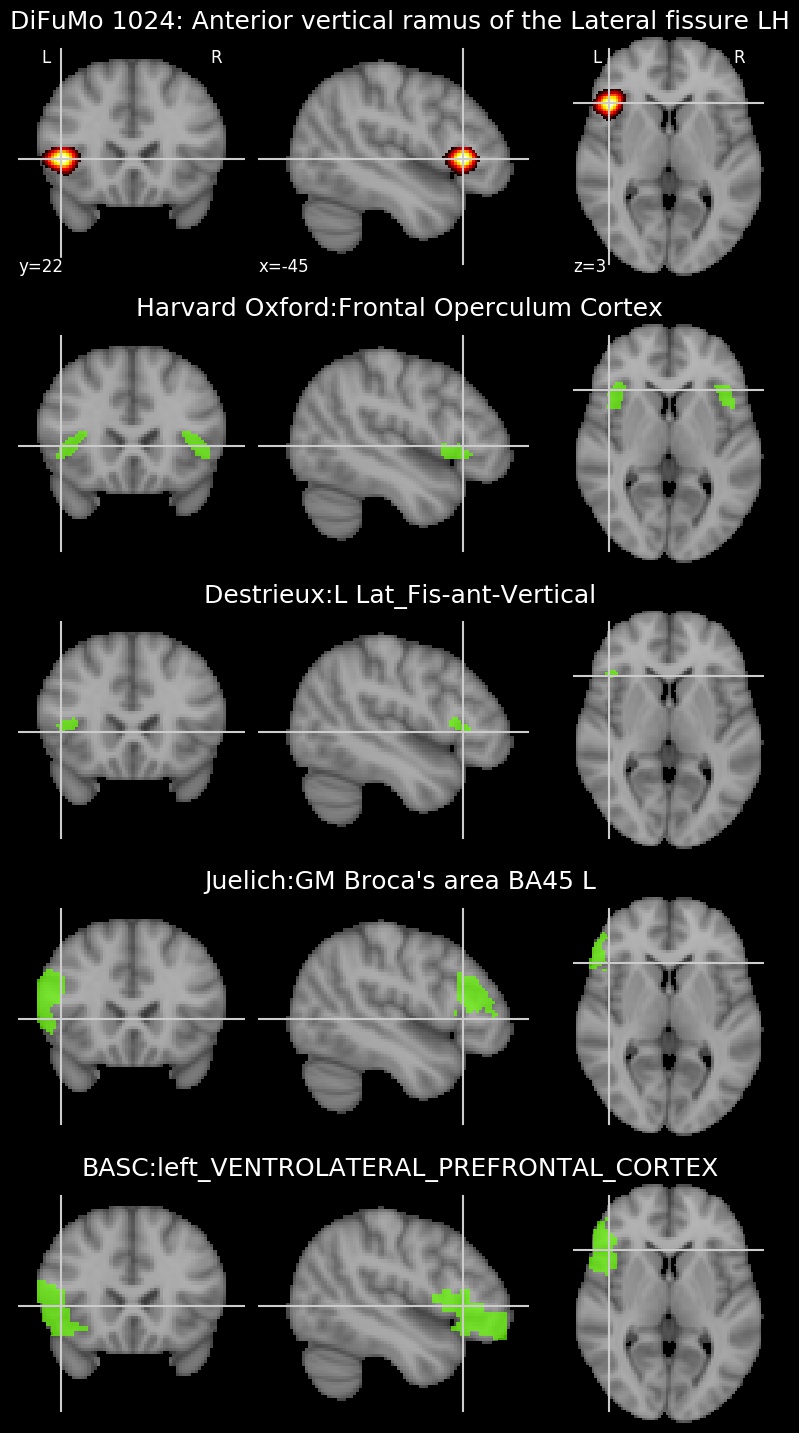 DiFuMo 1024: Anterior vertical ramus of the Lateral fissure LH
L R L R
y=22 x=-45 z=3
Harvard Oxford:Frontal Operculum Cortex
Destrieux:L Lat_Fis-ant-Vertical
Juelich:GM Broca's area BA45 L
BASC:left_VENTROLATERAL_PREFRONTAL_CORTEX